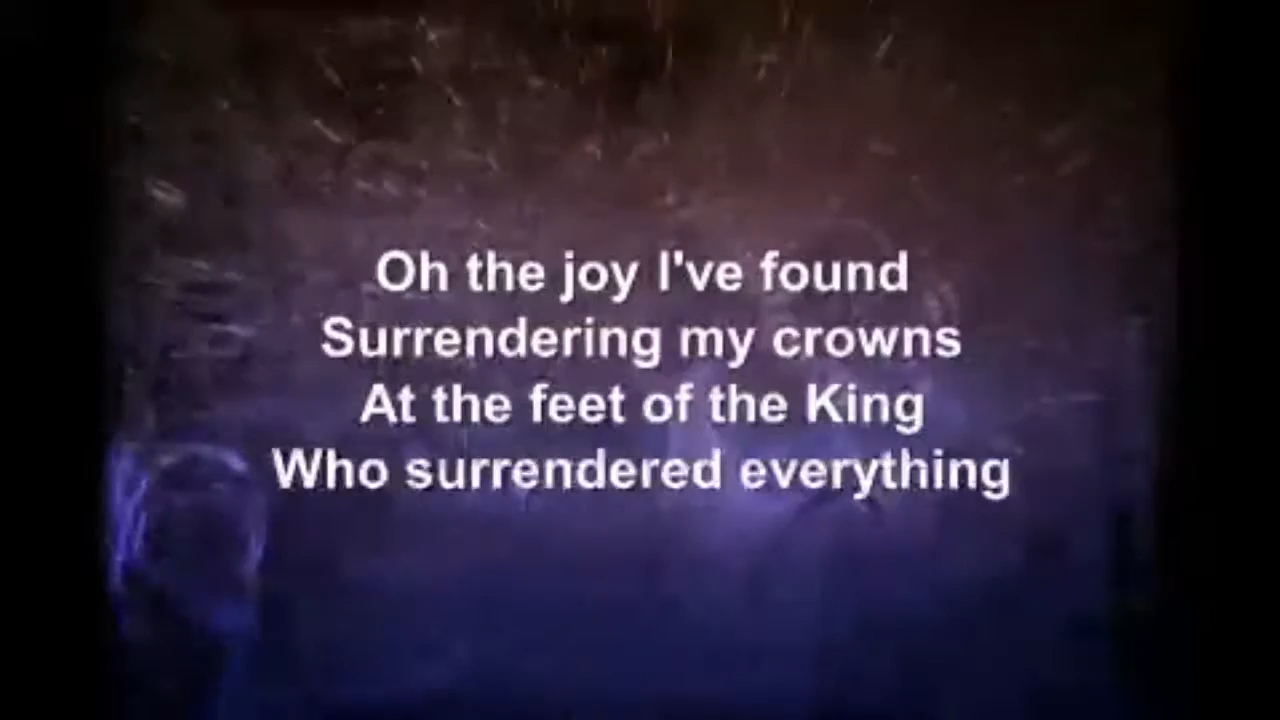 Oh the joy I've found
Surrendering my crowns
At the feet of the King
Who surrendered everything